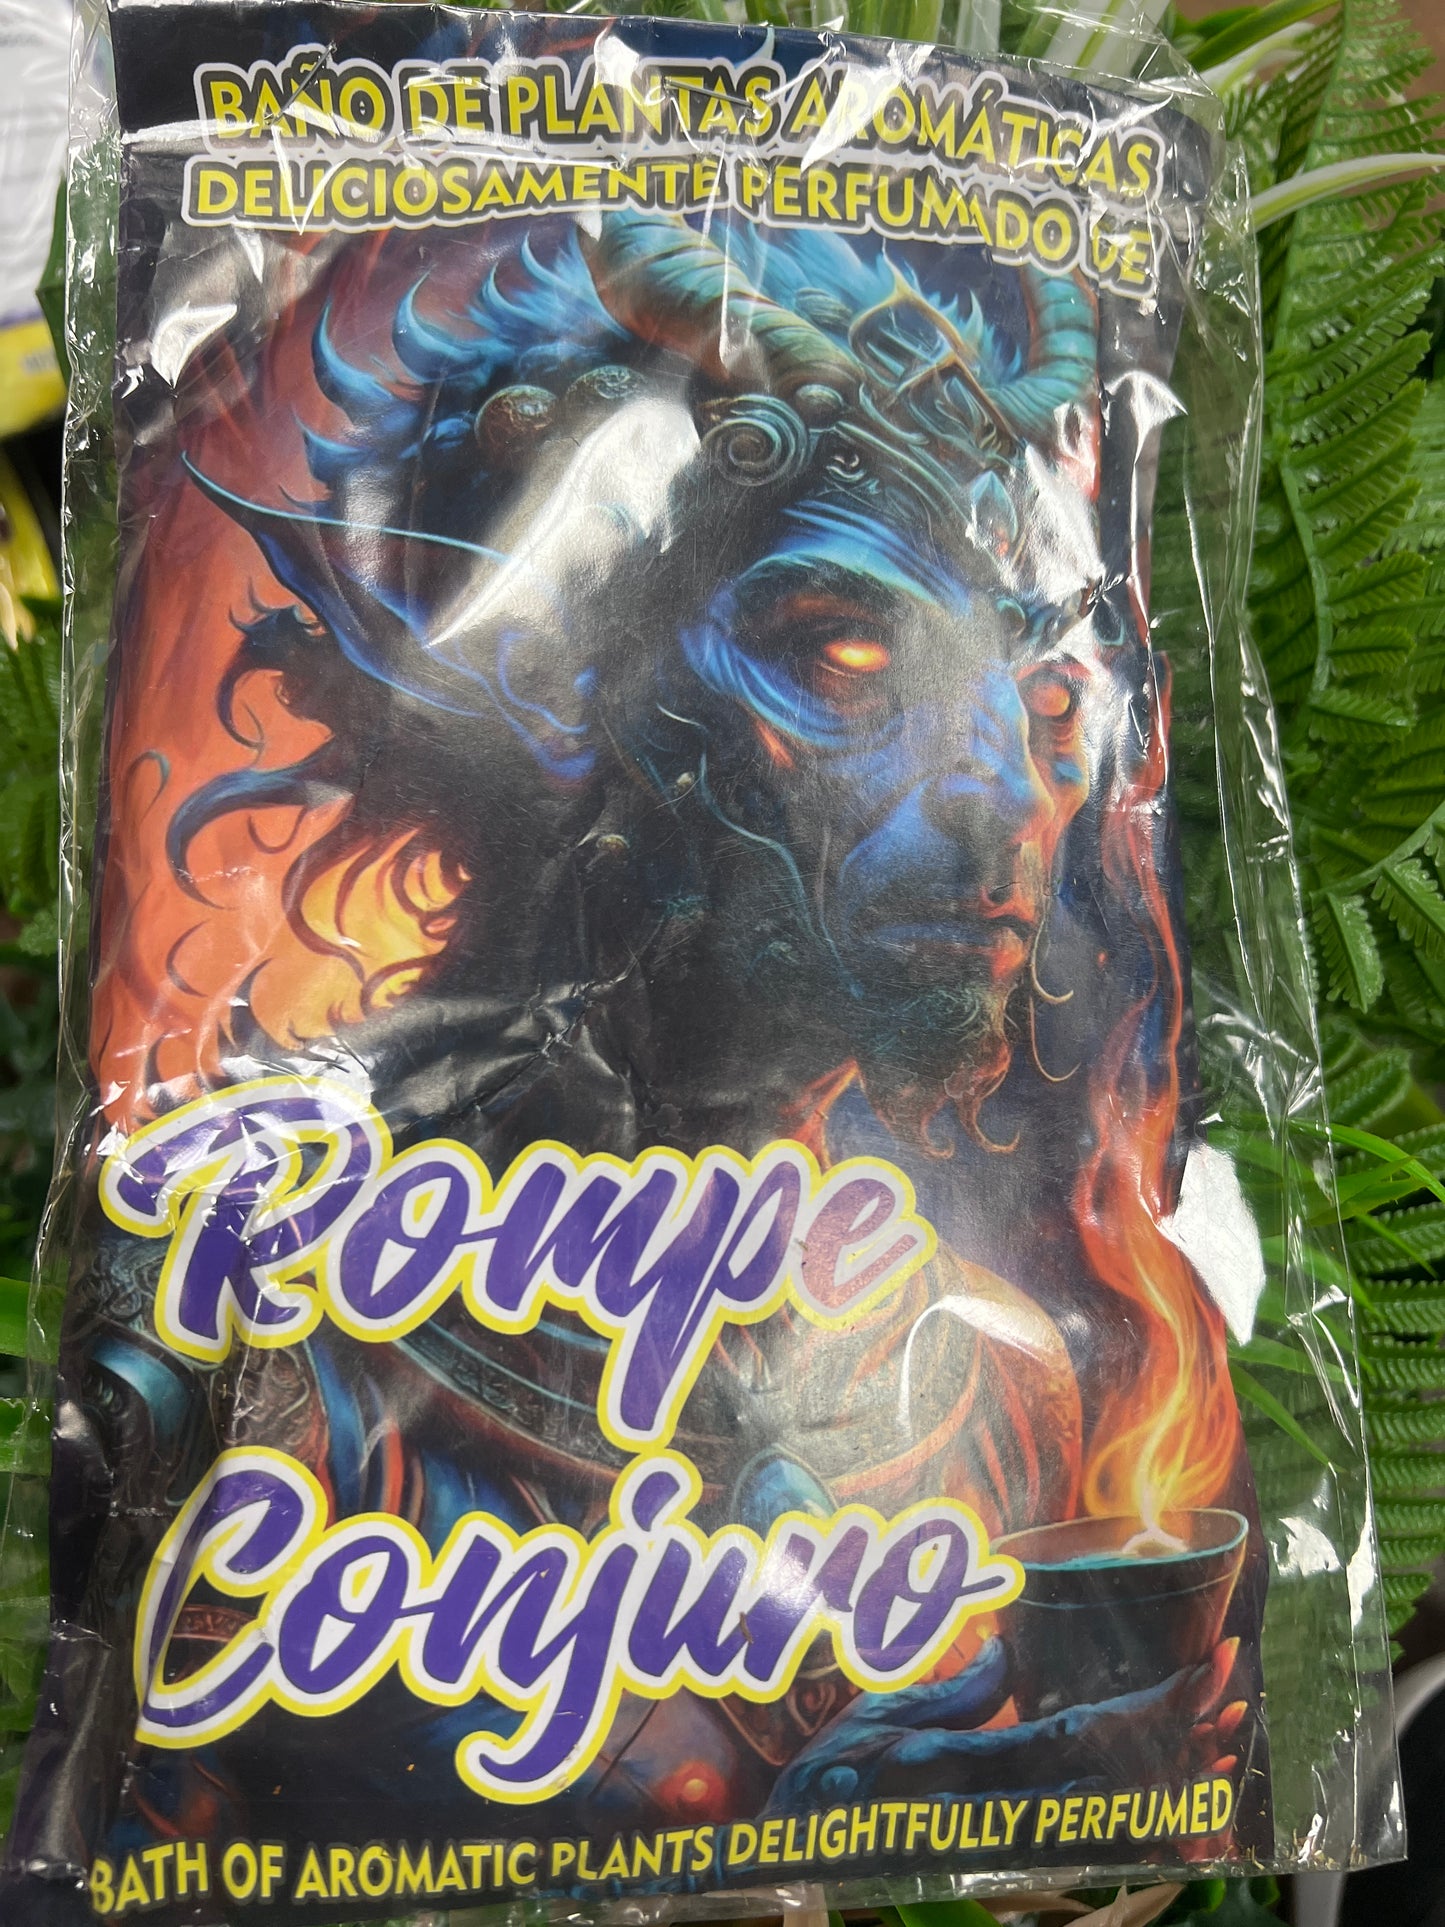 BAÑO DE PLANTAS AROMÁTICAS
DELICIOSAMENTE PERFUMADO DE
Rompe
Conjuro
BATH OF AROMATIC PLANTS DELIGHTFULLY PERFUMED